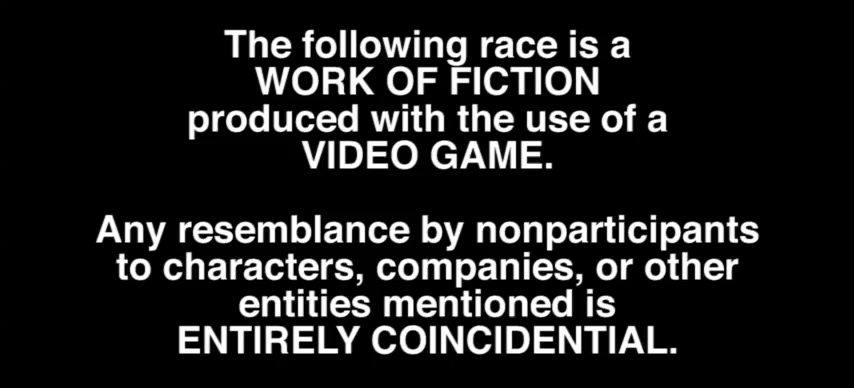 The following race is a
WORK OF FICTION
produced with the use of a
VIDEO GAME.
Any resemblance by nonparticipants
to characters, companies, or other
entities mentioned is
ENTIRELY COINCIDENTIAL.